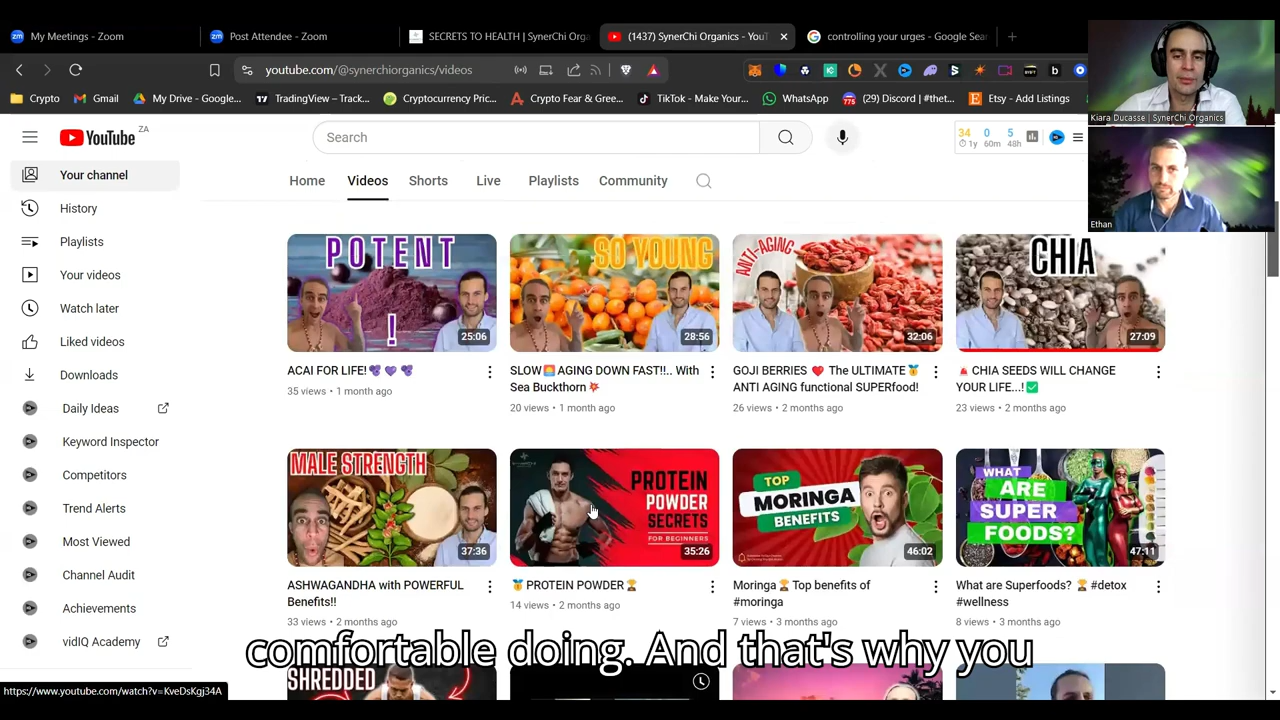 My Meetings - Zoom
Post Attendee - Zoom
SECRETS TO HEALTH | SynerChi Orga
(1437) SynerChi Organics - YouT
controlling your urges - Google Sea
youtube.com/@synerchiorganics/videos
Crypto
Gmail
My Drive - Google...
TradingView – Track...
Cryptocurrency Pric...
Crypto Fear & Gree...
TikTok - Make Your...
WhatsApp
(29) Discord | #thet...
Etsy - Add Listings
Kiara Ducasse | SynerChi Organics
Ethan
YouTube
ZA
Search
34 0 5
1y 60m 48h
Home
Videos
Shorts
Live
Playlists
Community
Your channel
History
Playlists
Your videos
Watch later
Liked videos
Downloads
Daily Ideas
Keyword Inspector
Competitors
Trend Alerts
Most Viewed
Channel Audit
Achievements
vidIQ Academy
POTENT
!
25:06
ACAI FOR LIFE!
35 views • 1 month ago
SO YOUNG
28:56
SLOW AGING DOWN FAST!!.. With
Sea Buckthorn
20 views • 1 month ago
ANTI-AGING
32:06
GOJI BERRIES ❤️ The ULTIMATE🥇
ANTI AGING functional SUPERfood!
26 views • 2 months ago
CHIA
27:09
CHIA SEEDS WILL CHANGE
YOUR LIFE...!✅
23 views • 2 months ago
MALE STRENGTH
37:36
ASHWAGANDHA with POWERFUL
Benefits!!
33 views • 2 months ago
PROTEIN
POWDER
SECRETS
FOR BEGINNERS
35:26
🥇PROTEIN POWDER🏆
14 views • 2 months ago
TOP
MORINGA
BENEFITS
46:02
Moringa🏆Top benefits of
#moringa
7 views • 3 months ago
WHAT
ARE
SUPER
FOODS?
47:11
What are Superfoods? 🏆 #detox
#wellness
8 views • 3 months ago
SHREDDED
comfortable doing. And that's why you
https://www.youtube.com/watch?v=KveDsKgj34A